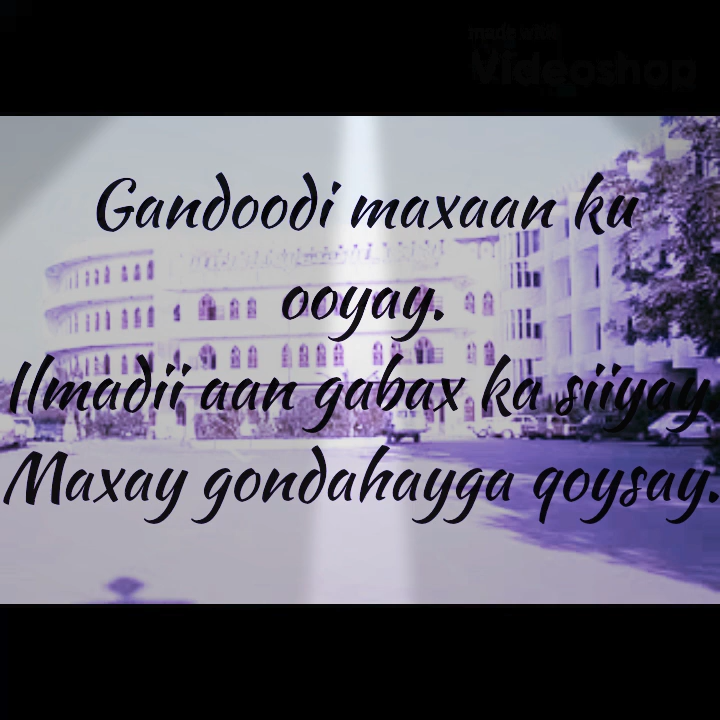 made with
Videoshop
Gandoodi maxaan ku
ooyay.
Ilmadii aan gabax ka siiyay
Maxay gondahayga qoysay.